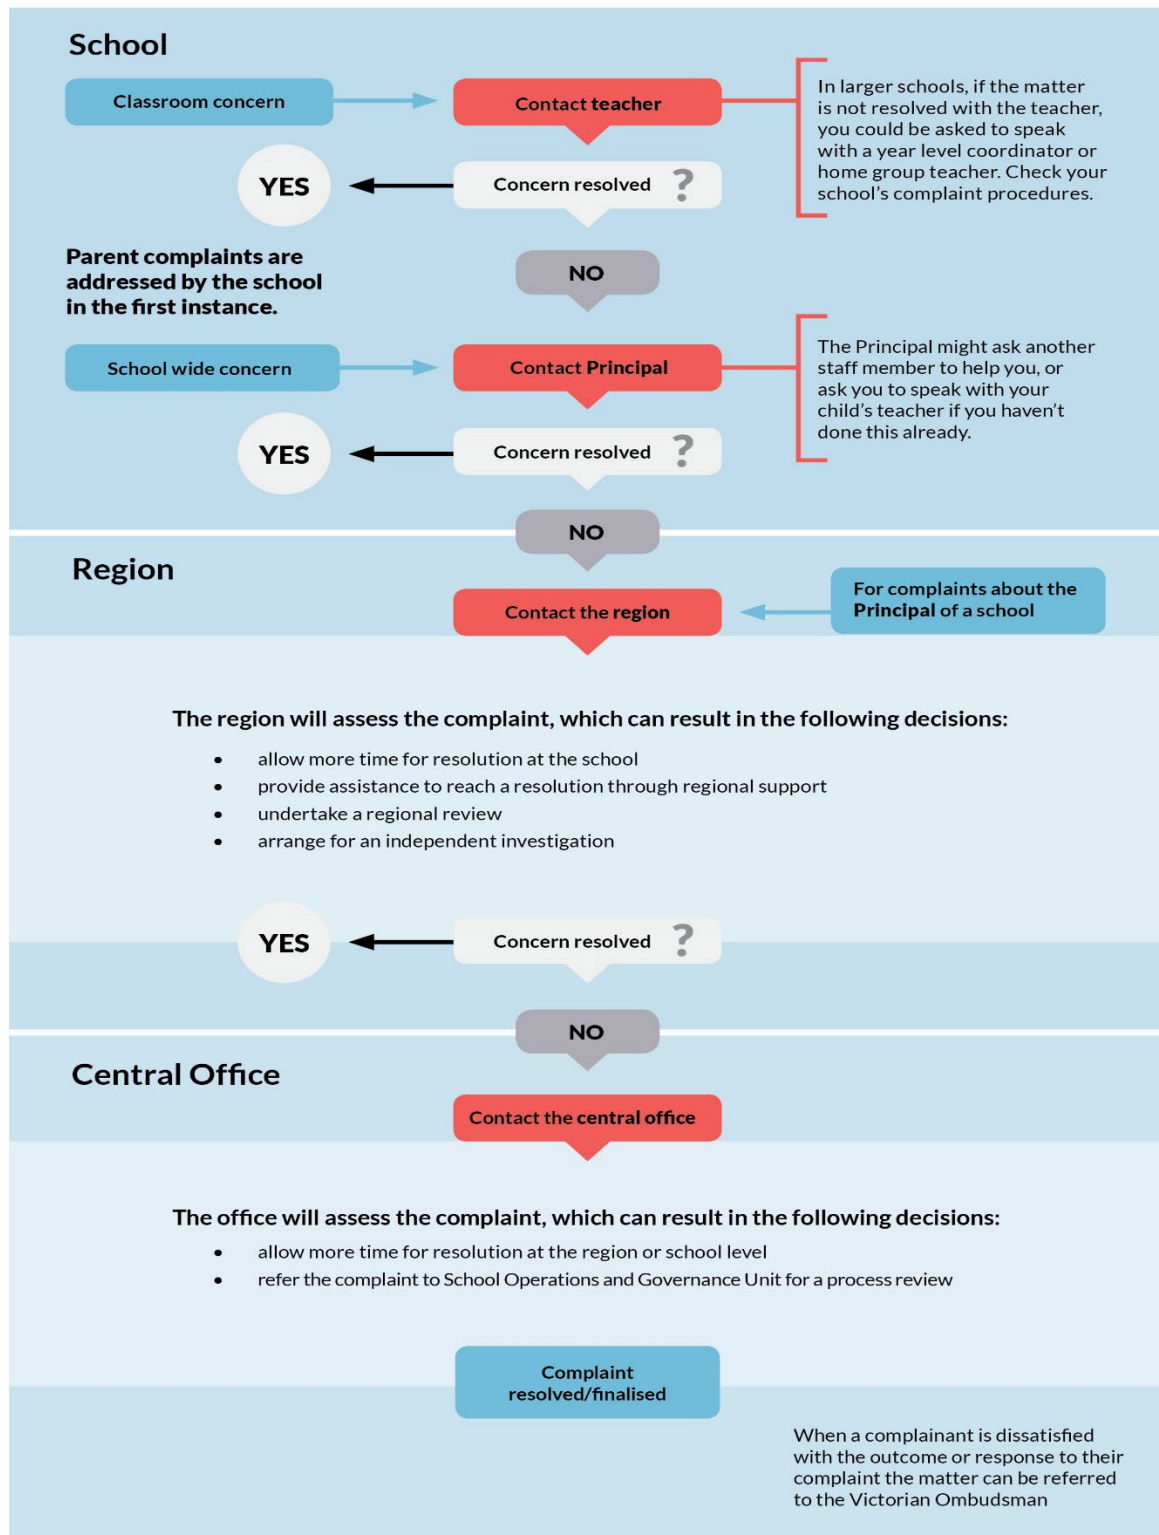 School
Classroom concern
Contact teacher
In larger schools, if the matter
is not resolved with the teacher,
you could be asked to speak
with a year level coordinator or
home group teacher. Check your
school's complaint procedures.
YES
Concern resolved ?
Parent complaints are
addressed by the school
in the first instance.
NO
School wide concern
Contact Principal
The Principal might ask another
staff member to help you, or
ask you to speak with your
child's teacher if you haven't
done this already.
YES
Concern resolved ?
NO
Region
Contact the region
For complaints about the
Principal of a school
The region will assess the complaint, which can result in the following decisions:
• allow more time for resolution at the school
• provide assistance to reach a resolution through regional support
• undertake a regional review
• arrange for an independent investigation
YES
Concern resolved ?
NO
Central Office
Contact the central office
The office will assess the complaint, which can result in the following decisions:
• allow more time for resolution at the region or school level
• refer the complaint to School Operations and Governance Unit for a process review
Complaint
resolved/finalised
When a complainant is dissatisfied
with the outcome or response to their
complaint the matter can be referred
to the Victorian Ombudsman